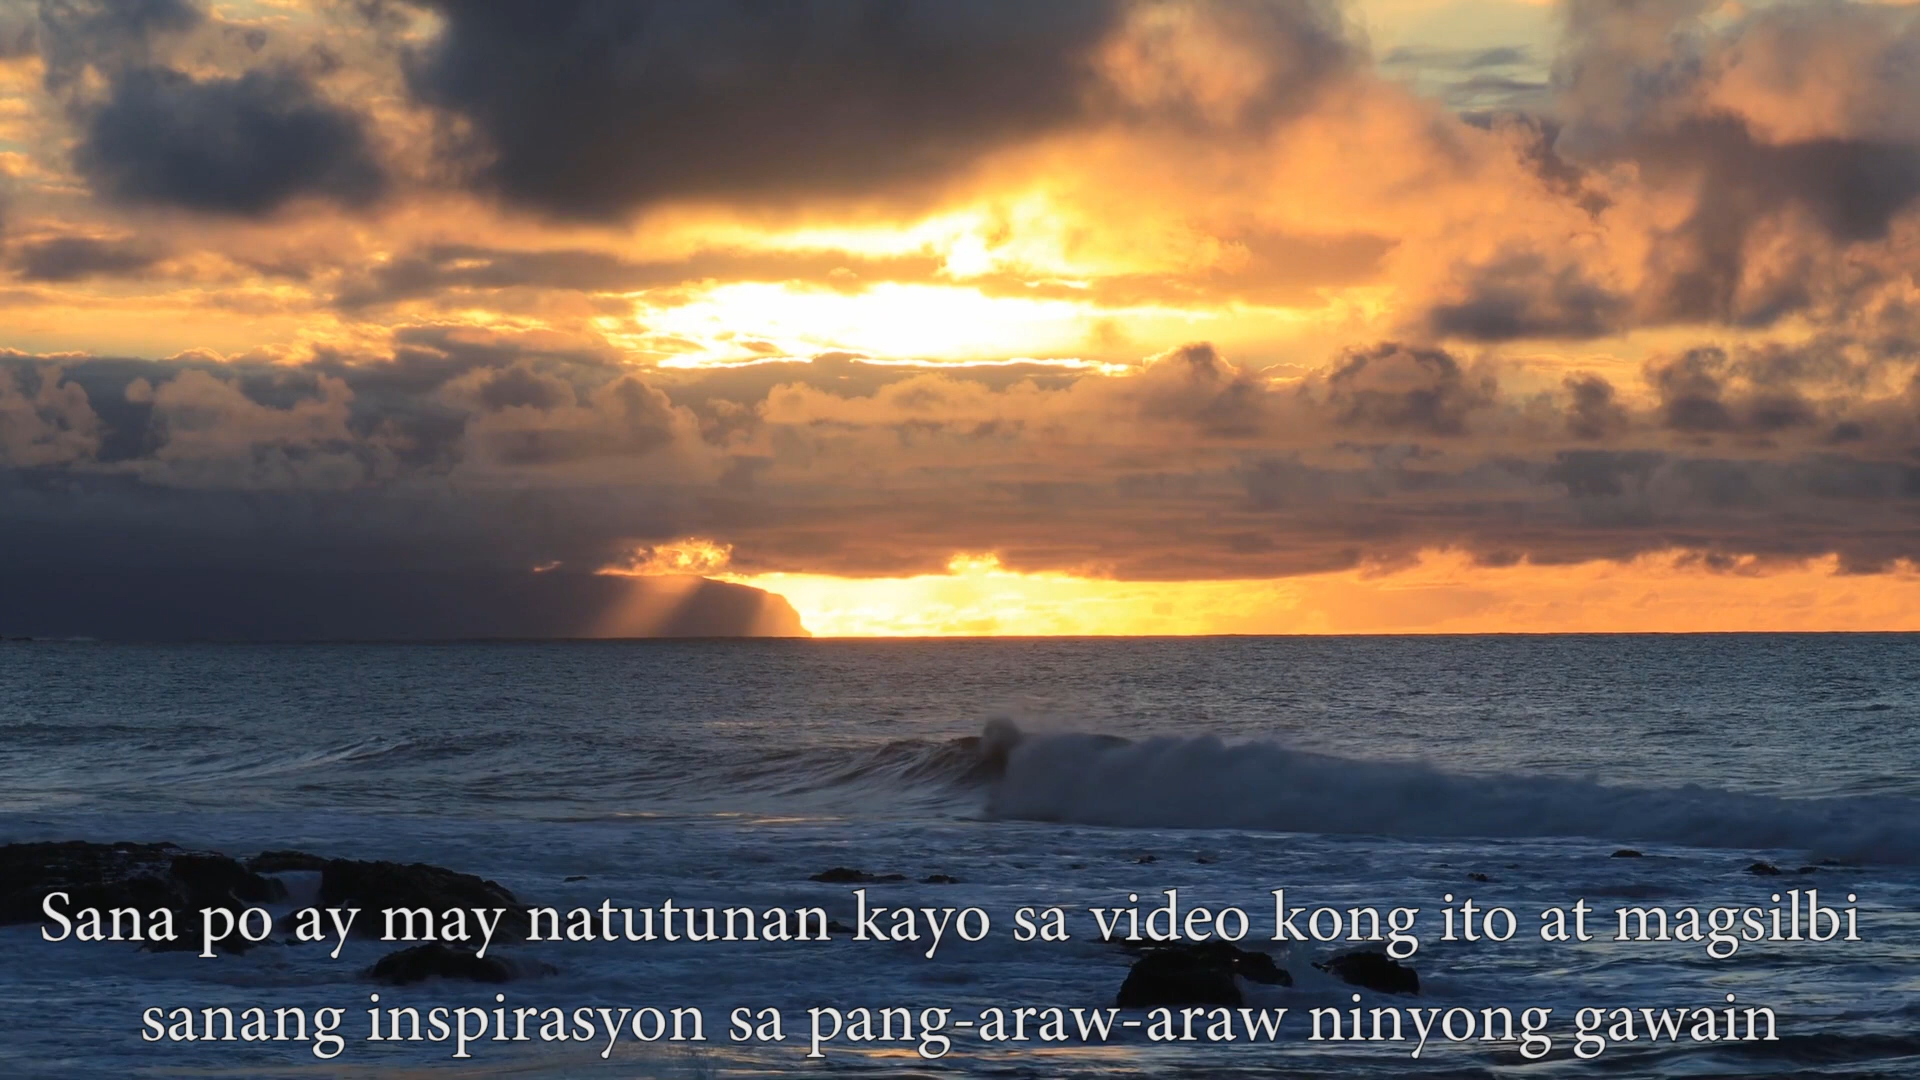 Sana po ay may natutunan kayo sa video kong ito at magsilbi
sanang inspirasyon sa pang-araw-araw ninyong gawain